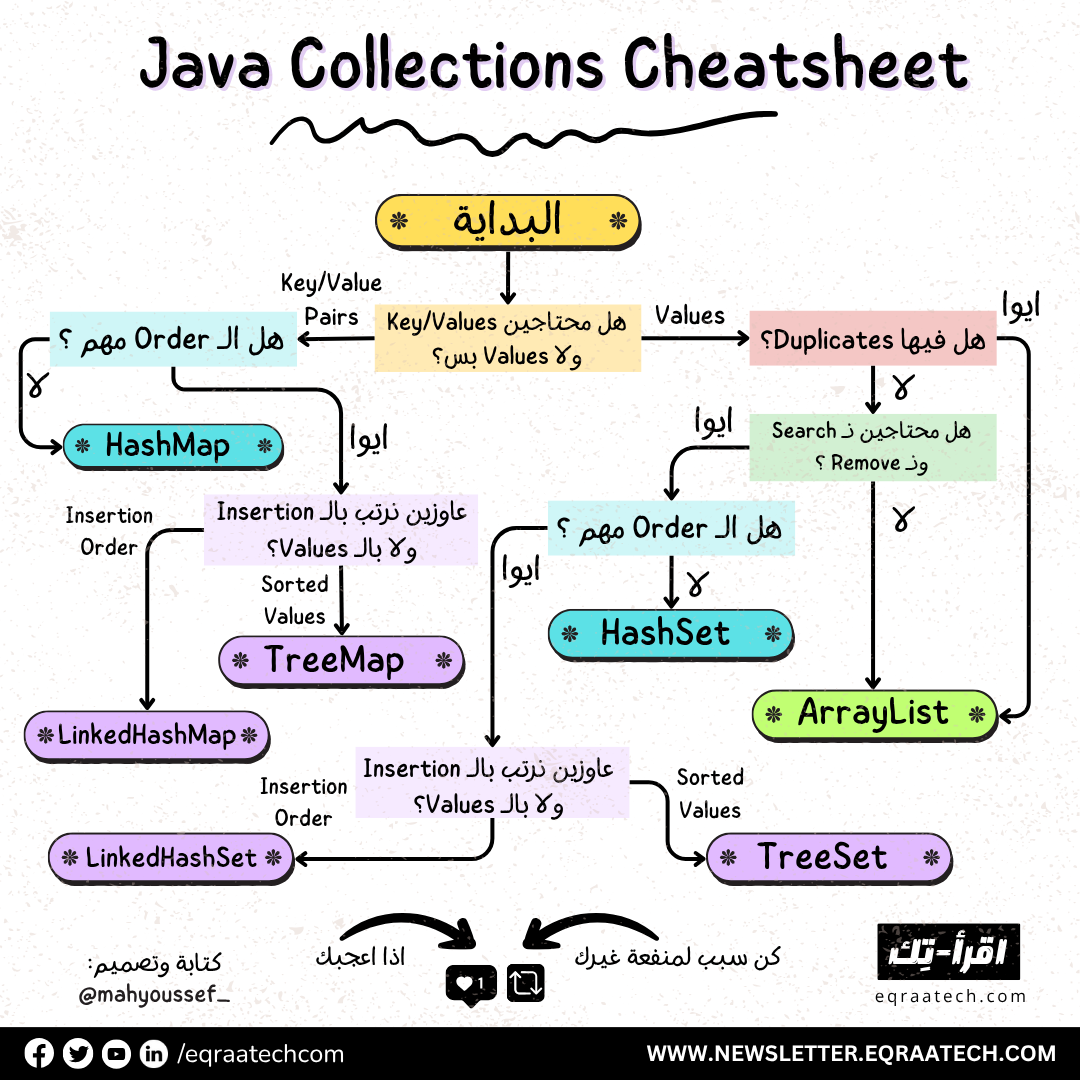 Java Collections Cheatsheet
البداية
Key/Value
Pairs
هل محتاجين Key/Values
ولا Values بس؟
Values
هل فيها Duplicates؟
ايوا
هل الـ Order مهم ؟
لا
ايوا
HashMap
لا
هل محتاجين نـ Search
ونـ Remove ؟
ايوا
لا
Insertion
Order
عاوزين نرتب بالـ Insertion
ولا بالـ Values؟
Sorted
Values
TreeMap
LinkedHashMap
هل الـ Order مهم ؟
ايوا
لا
HashSet
ArrayList
عاوزين نرتب بالـ Insertion
ولا بالـ Values؟
Insertion
Order
Sorted
Values
LinkedHashSet
TreeSet
كتابة وتصميم:
@mahyoussef_
اذا اعجبك
1
كن سبب لمنفعة غيرك
اقرأ-تِك
eqraatech.com
/eqraatechcom
WWW.NEWSLETTER.EQRAATECH.COM